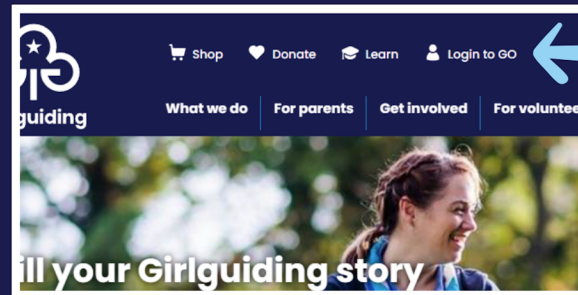 Shop Donate Learn Login to GO
guiding
What we do For parents Get involved For voluntee
ill your Girlguiding story